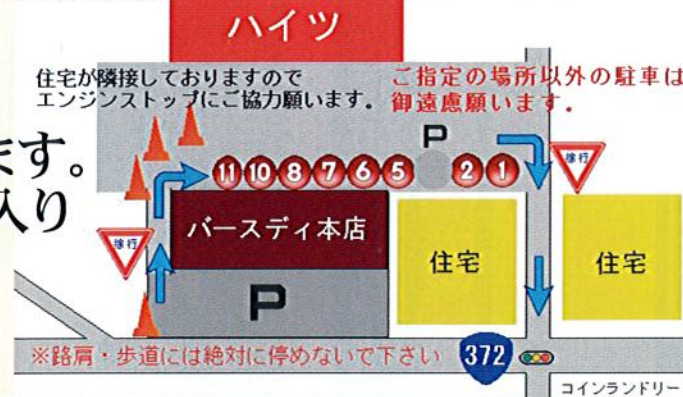 ハイツ
住宅が隣接しておりますので
エンジンストップにご協力願います。
ご指定の場所以外の駐車は
御遠慮願います.
ます。
入り
P
11 10 8 7 6 5 2 1
徐行
徐行
バースディ本店
住宅
住宅
P
※路肩・歩道には絶対に停めないで下さい
372
コインランドリー